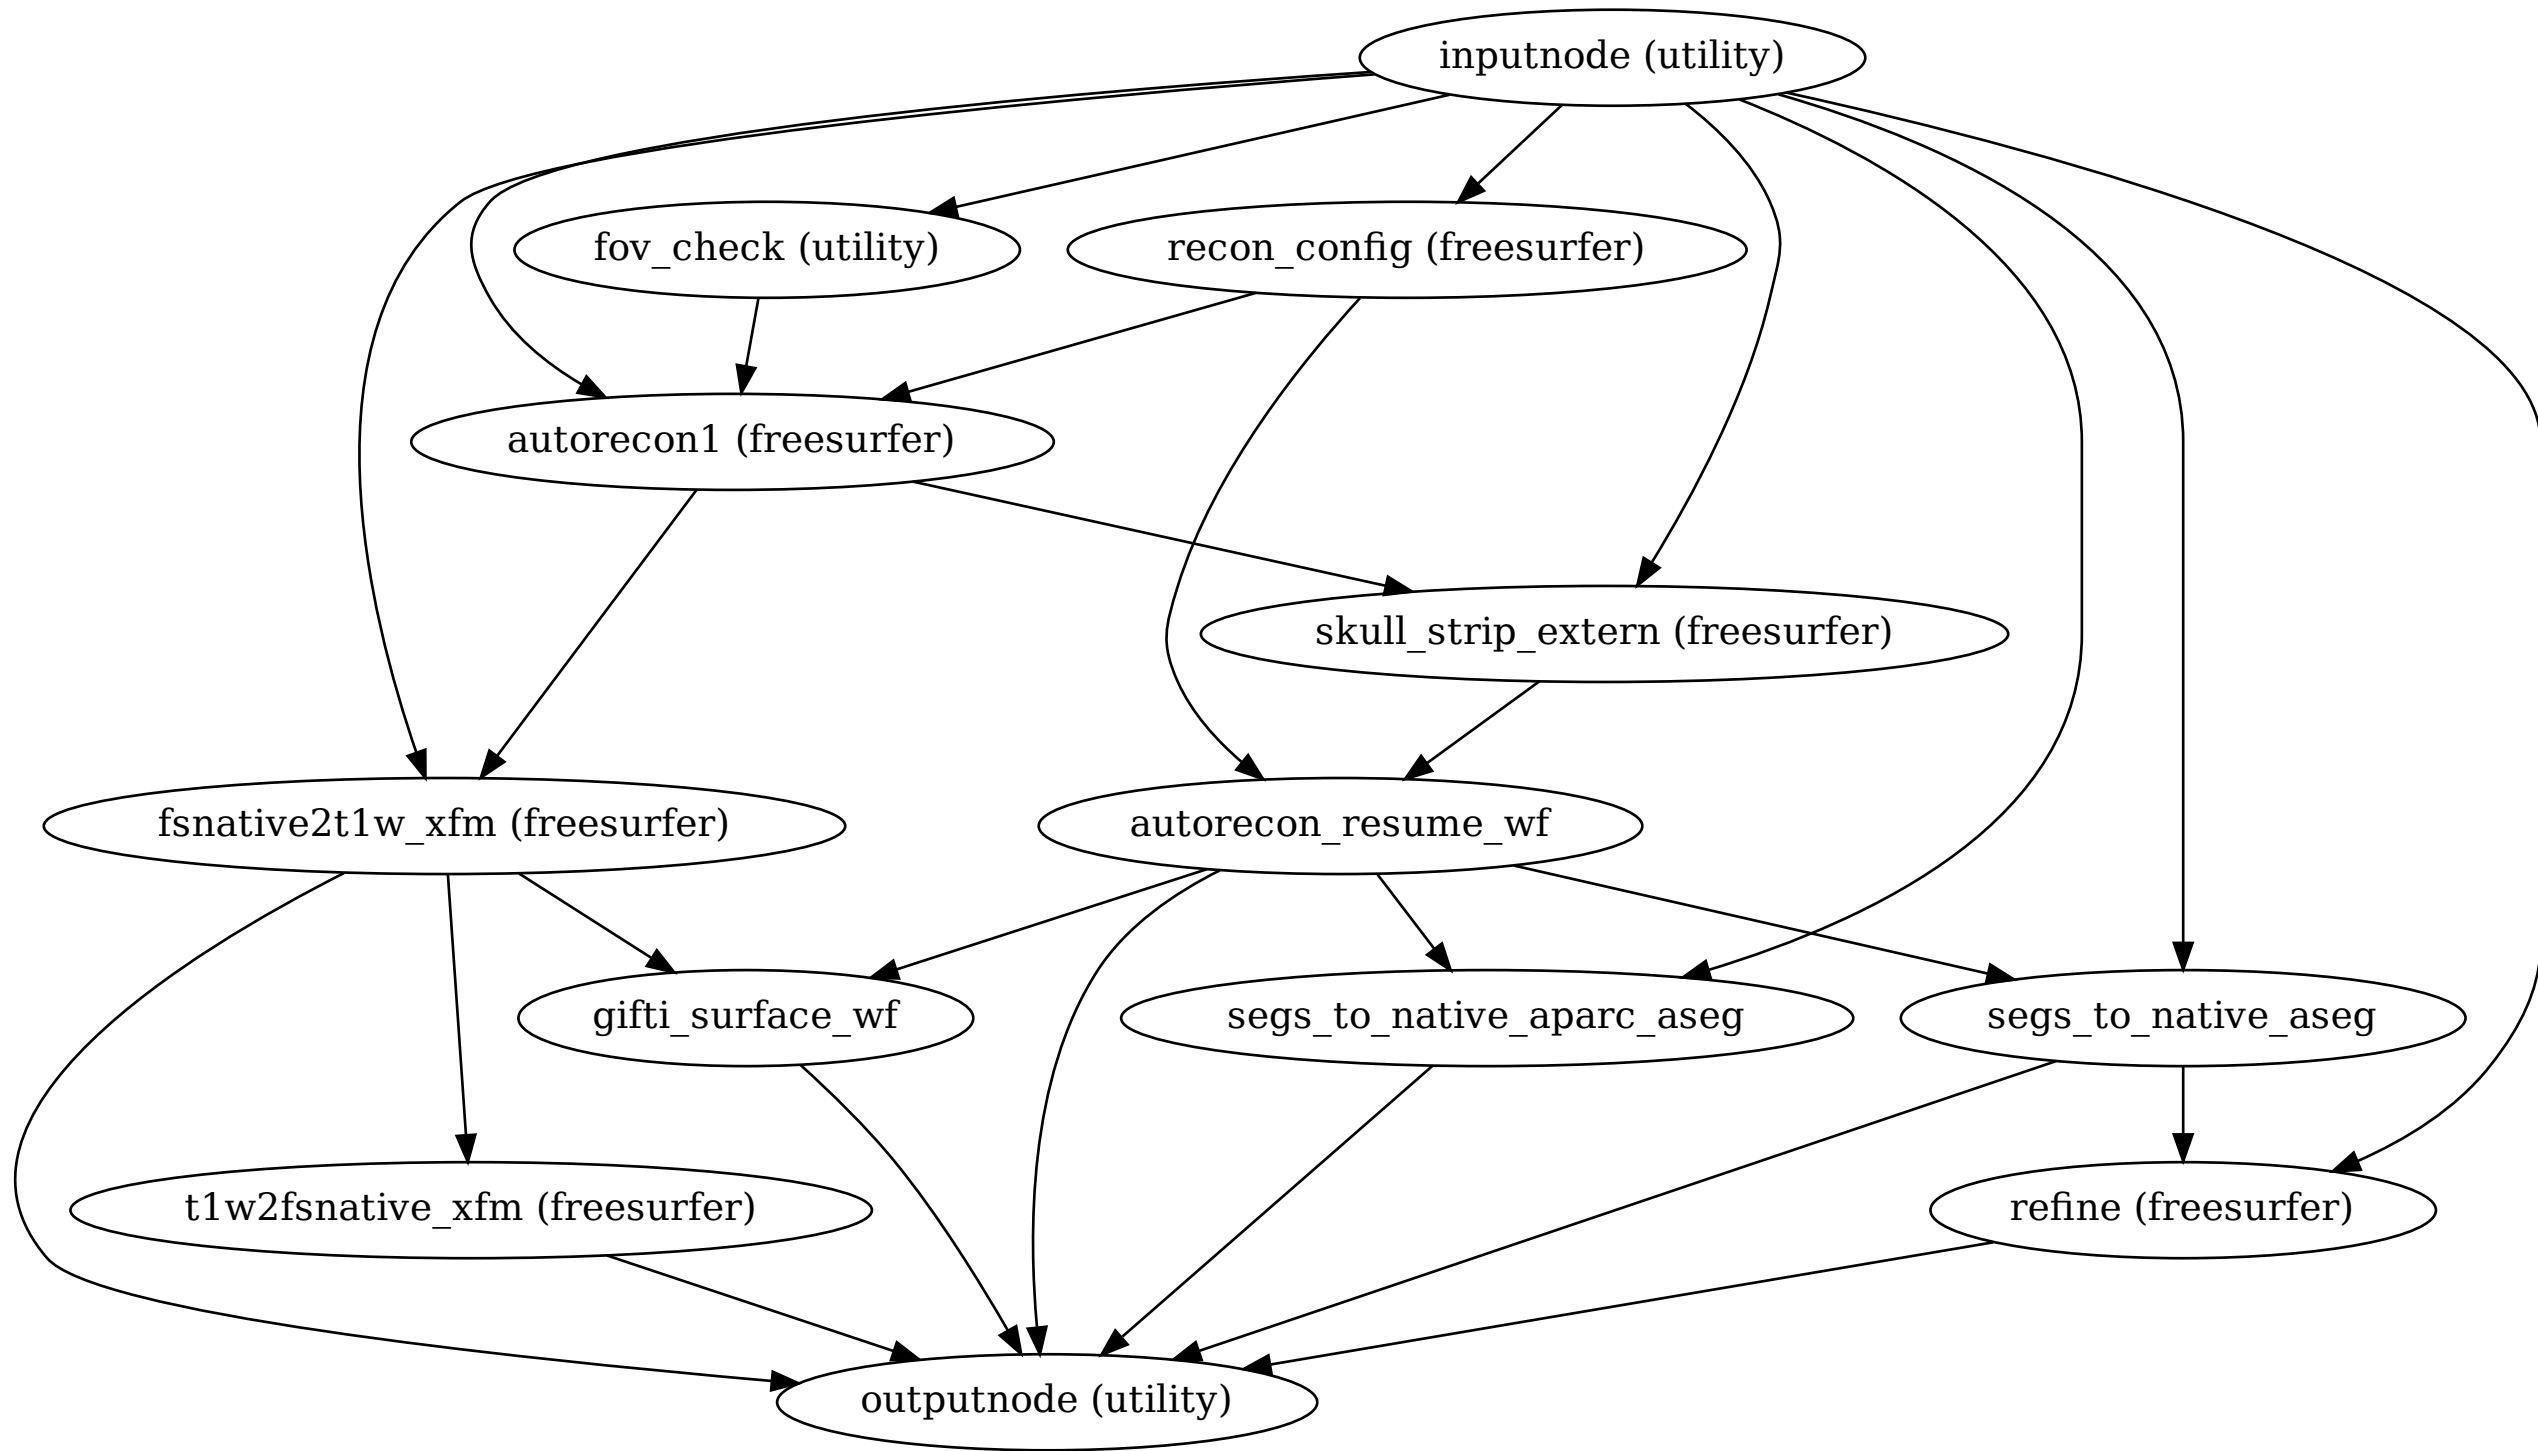 inputnode (utility)
fov_check (utility)
recon_config (freesurfer)
autorecon1 (freesurfer)
skull_strip_extern (freesurfer)
fsnative2t1w_xfm (freesurfer)
autorecon_resume_wf
gifti_surface_wf
segs_to_native_aparc_aseg
segs_to_native_aseg
t1w2fsnative_xfm (freesurfer)
refine (freesurfer)
outputnode (utility)